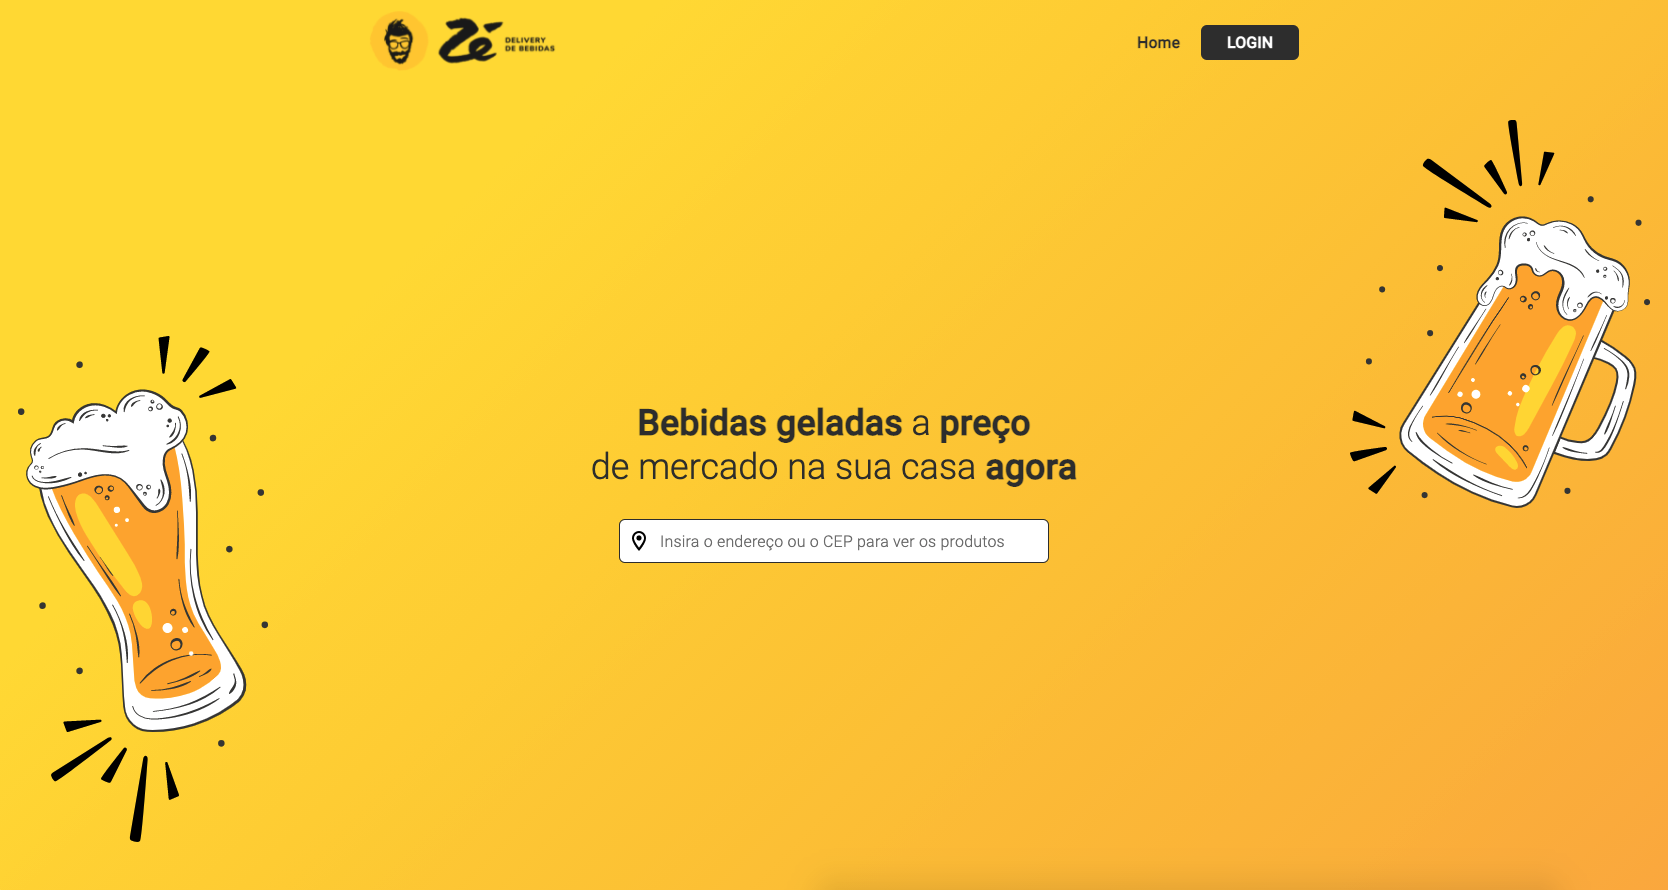 Zé
DELIVERY
DE BEBIDAS
Home
LOGIN
Bebidas geladas a preço
de mercado na sua casa agora
Insira o endereço ou o CEP para ver os produtos